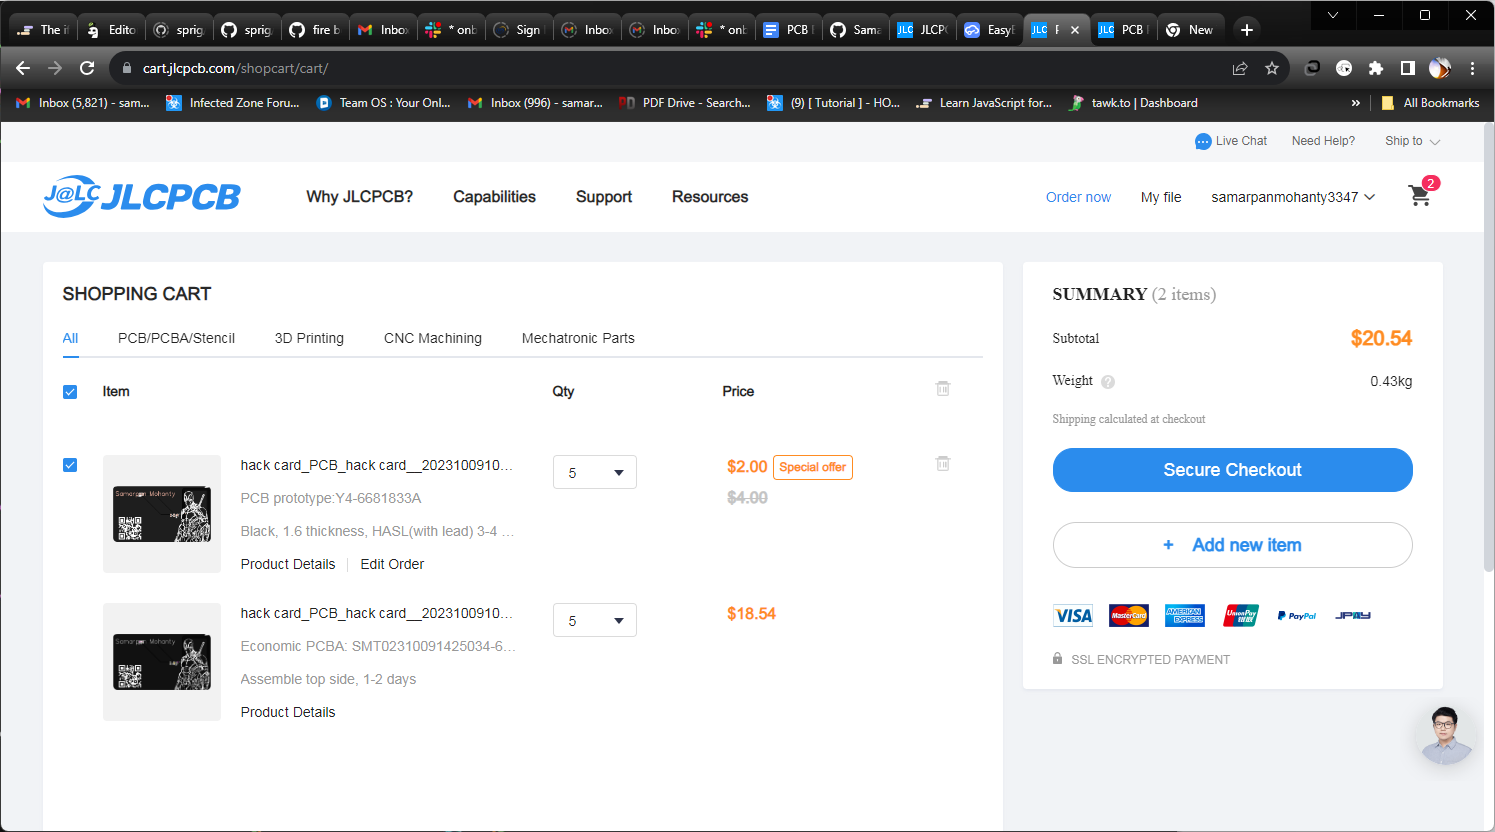 The if
Edito
sprig
sprig
fire b
Inbox
* onb
Sign
Inbox
Inbox
* onb
PCB
Sama
JLC JLCPC
EasyE
JLC
JLC PCB
New
cart.jlcpcb.com/shopcart/cart/
Inbox (5,821) - sam...
Infected Zone Foru...
Team OS : Your Onl...
Inbox (996) - samar...
PDF Drive - Search...
(9) [ Tutorial ] - HO...
Learn JavaScript for...
tawk.to | Dashboard
»
All Bookmarks
Live Chat
Need Help?
Ship to
J@LC JLCPCB
Why JLCPCB?
Capabilities
Support
Resources
Order now
My file
samarpanmohanty3347
2
SHOPPING CART
All
PCB/PCBA/Stencil
3D Printing
CNC Machining
Mechatronic Parts
Item
Qty
Price
Samarpan Mohanty
hack card_PCB_hack card__2023100910...
PCB prototype:Y4-6681833A
Black, 1.6 thickness, HASL(with lead) 3-4 ...
Product Details
Edit Order
5
$2.00
Special offer
$4.00
Samarpan Mohanty
hack card_PCB_hack card__2023100910...
Economic PCBA: SMT02310091425034-6...
Assemble top side, 1-2 days
Product Details
5
$18.54
SUMMARY (2 items)
Subtotal
$20.54
Weight ?
0.43kg
Shipping calculated at checkout
Secure Checkout
+ Add new item
VISA
MasterCard
AMERICAN EXPRESS
UnionPay
PayPal
JPAY
SSL ENCRYPTED PAYMENT